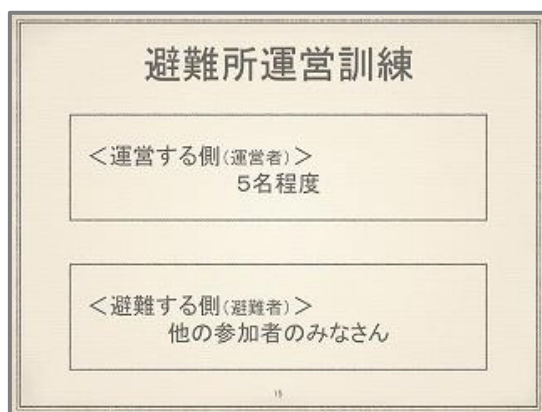 避難所運営訓練
＜運営する側（運営者）＞
５名程度
＜避難する側（避難者）＞
他の参加者のみなさん